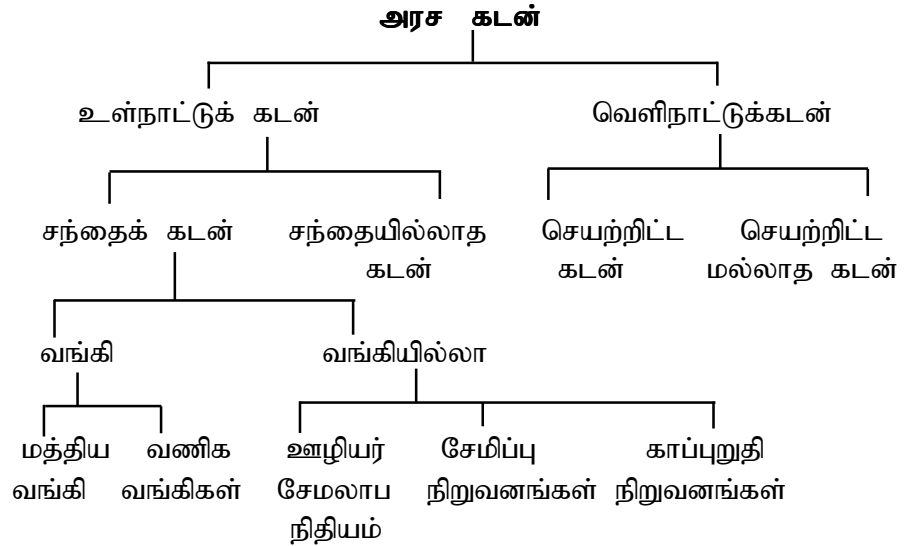 அரச கடன்
உள்நாட்டுக் கடன்
வெளிநாட்டுக்கடன்
சந்தைக் கடன்
சந்தையில்லாத
கடன்
செயற்றிட்ட
கடன்
செயற்றிட்ட
மல்லாத கடன்
வங்கி
வங்கியில்லா
மத்திய
வங்கி
வணிக
வங்கிகள்
ஊழியர்
சேமலாப
நிதியம்
சேமிப்பு
நிறுவனங்கள்
காப்புறுதி
நிறுவனங்கள்